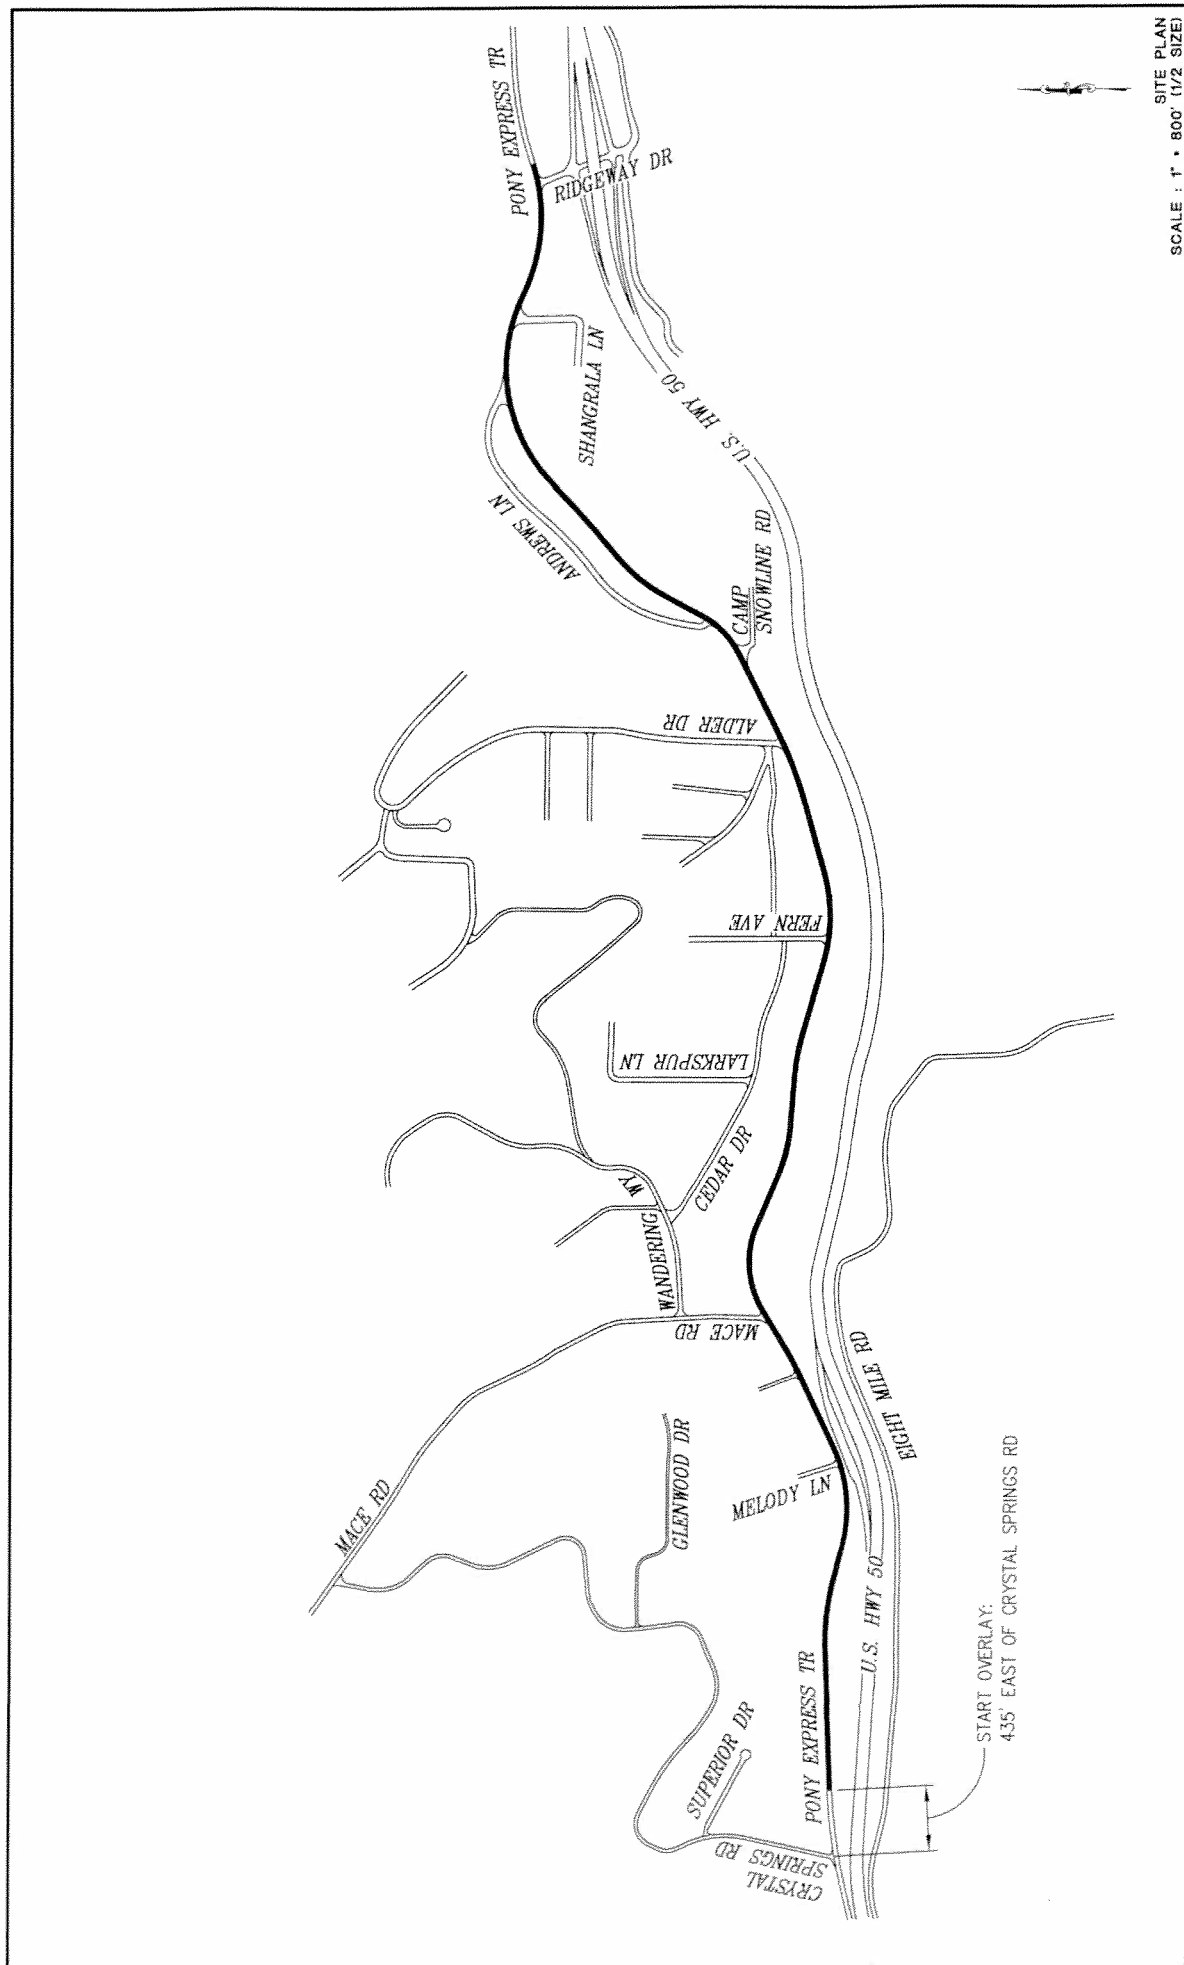 SITE PLAN
SCALE : 1" = 800' (1/2 SIZE)
PONY EXPRESS TR
RIDGEWAY DR
SHANGRALA LN
U.S. HWY 50
ANDREWS LN
CAMP
SNOWLINE RD
ALDER DR
FERN AVE
LARKSPUR LN
CEDAR DR
WANDERING
WY
MACE RD
MACE RD
EIGHT MILE RD
GLENWOOD DR
MELODY LN
U.S. HWY 50
PONY EXPRESS TR
SUPERIOR DR
CRYSTAL
SPRINGS RD
START OVERLAY:
435' EAST OF CRYSTAL SPRINGS RD